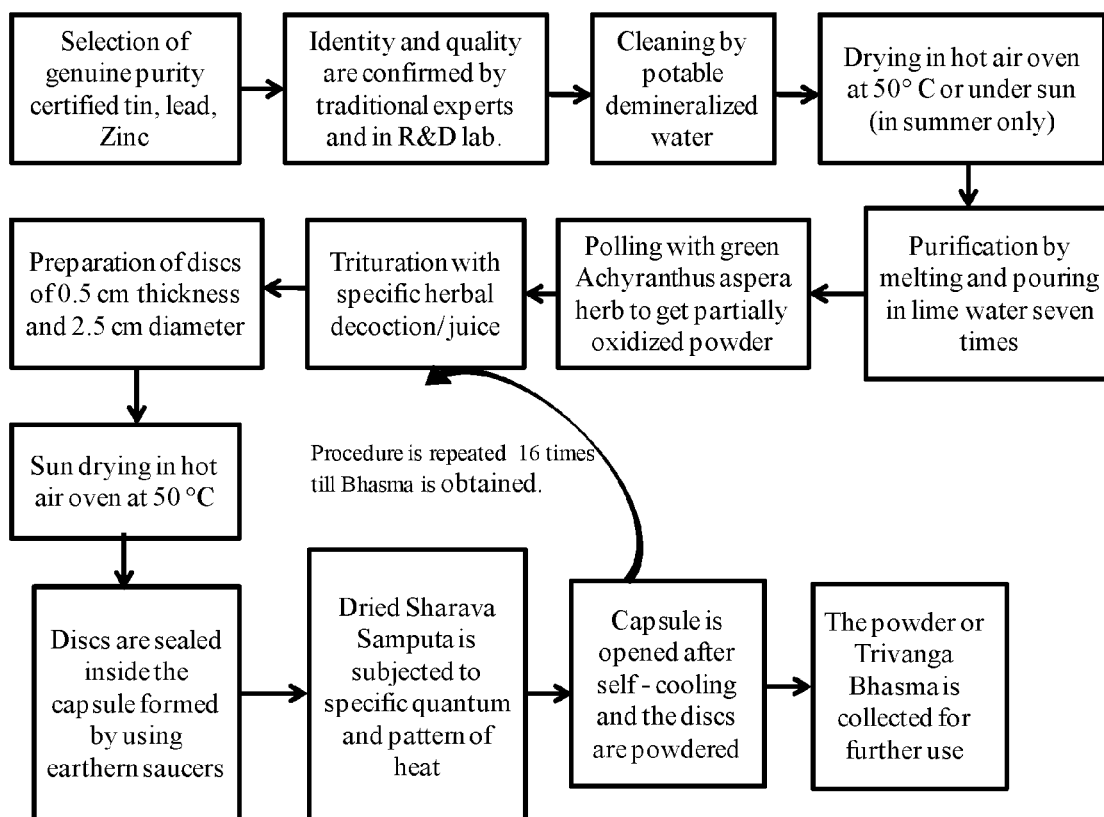 Selection of
genuine purity
certified tin, lead,
Zinc
Identity and quality
are confirmed by
traditional experts
and in R&D lab.
Cleaning by
potable
demineralized
water
Drying in hot air oven
at 50° C or under sun
(in summer only)
Purification by
melting and pouring
in lime water seven
times
Polling with green
Achyranthus aspera
herb to get partially
oxidized powder
Trituration with
specific herbal
decoction/juice
Preparation of discs
of 0.5 cm thickness
and 2.5 cm diameter
Sun drying in hot
air oven at 50 °C
Procedure is repeated 16 times
till Bhasma is obtained.
Discs are sealed
inside the
capsule formed
by using
earthern saucers
Dried Sharava
Samputa is
subjected to
specific quantum
and pattern of
heat
Capsule is
opened after
self - cooling
and the discs
are powdered
The powder or
Trivanga
Bhasma is
collected for
further use